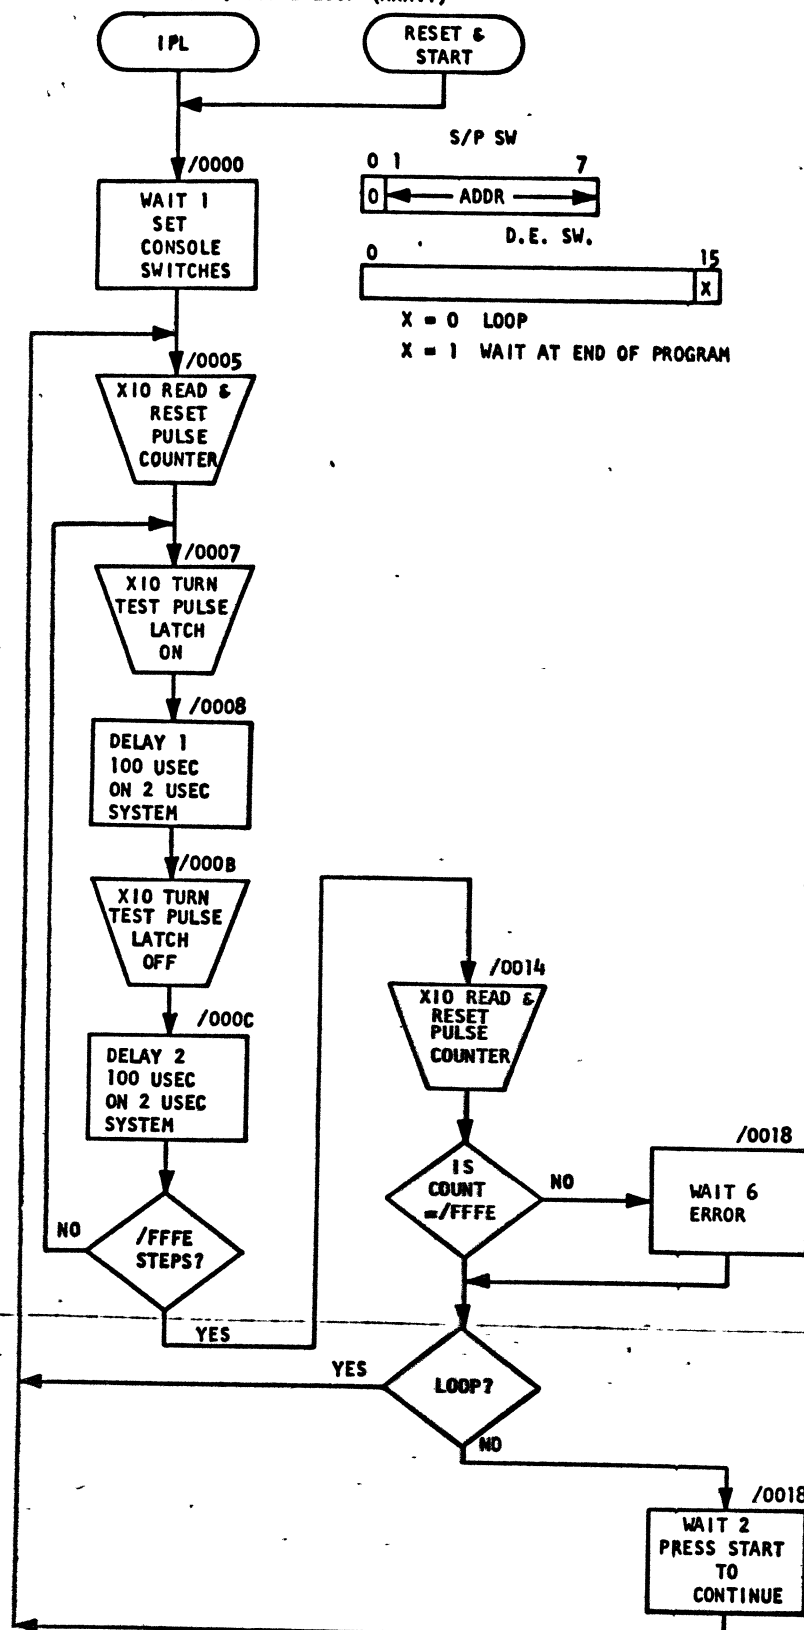 IPL
RESET &
START
/0000
WAIT 1
SET
CONSOLE
SWITCHES
S/P SW
0 1 7
0 ADDR
D.E. SW.
0 15
X
X = 0 LOOP
X = 1 WAIT AT END OF PROGRAM
/0005
XIO READ &
RESET
PULSE
COUNTER
/0007
XIO TURN
TEST PULSE
LATCH
ON
/0008
DELAY 1
100 USEC
ON 2 USEC
SYSTEM
/000B
XIO TURN
TEST PULSE
LATCH
OFF
/000C
DELAY 2
100 USEC
ON 2 USEC
SYSTEM
NO
/FFFE
STEPS?
YES
/0014
XIO READ &
RESET
PULSE
COUNTER
IS
COUNT
=/FFFE
NO
/0018
WAIT 6
ERROR
YES
LOOP?
NO
/0018
WAIT 2
PRESS START
TO
CONTINUE